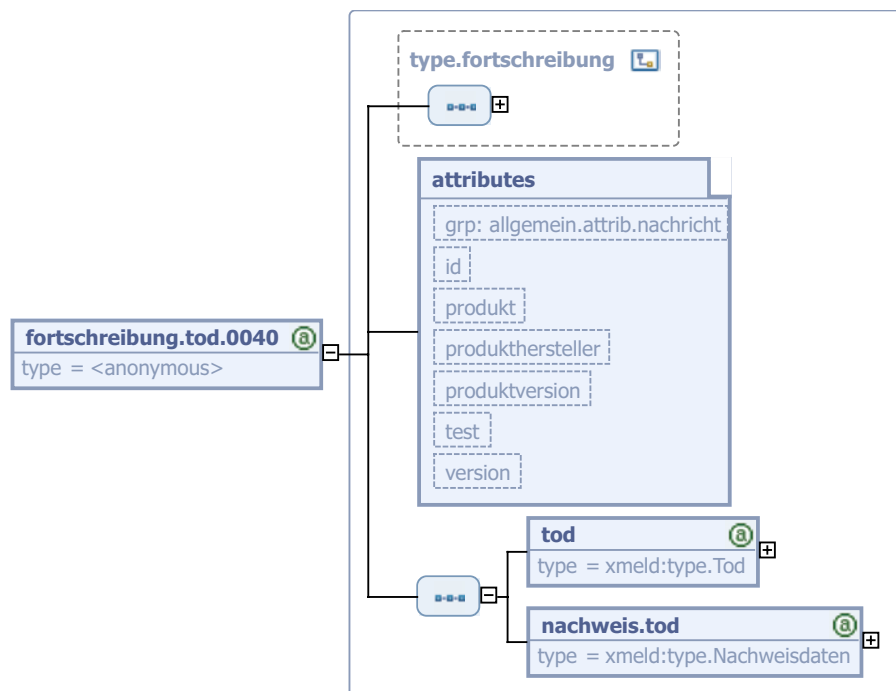 type.fortschreibung
attributes
grp: allgemein.attrib.nachricht
id
produkt
produkthersteller
produktversion
test
version
fortschreibung.tod.0040
type = <anonymous>
tod
type = xmeld:type.Tod
nachweis.tod
type = xmeld:type.Nachweisdaten